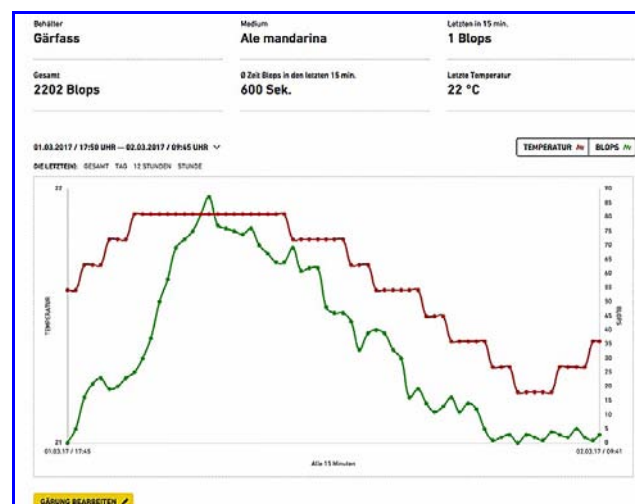 Behälter
Medium
Letzten in 15 min.
Gärfass
Ale mandarina
1 Blops
Gesamt
Ø Zeit Blops in den letzten 15 min.
Letzte Temperatur
2202 Blops
600 Sek.
22 °C
01.03.2017 / 17:50 UHR — 02.03.2017 / 09:45 UHR
TEMPERATUR
BLOPS
DIE LETZTE(N): GESAMT TAG 12 STUNDEN STUNDE
22
90
85
80
75
70
65
60
55
50
45
40
35
30
25
20
15
10
5
0
TEMPERATUR
BLOPS
21
01.03.17 / 17:45
02.03.17 / 09:41
Alle 15 Minuten
GÄRUNG BEARBEITEN